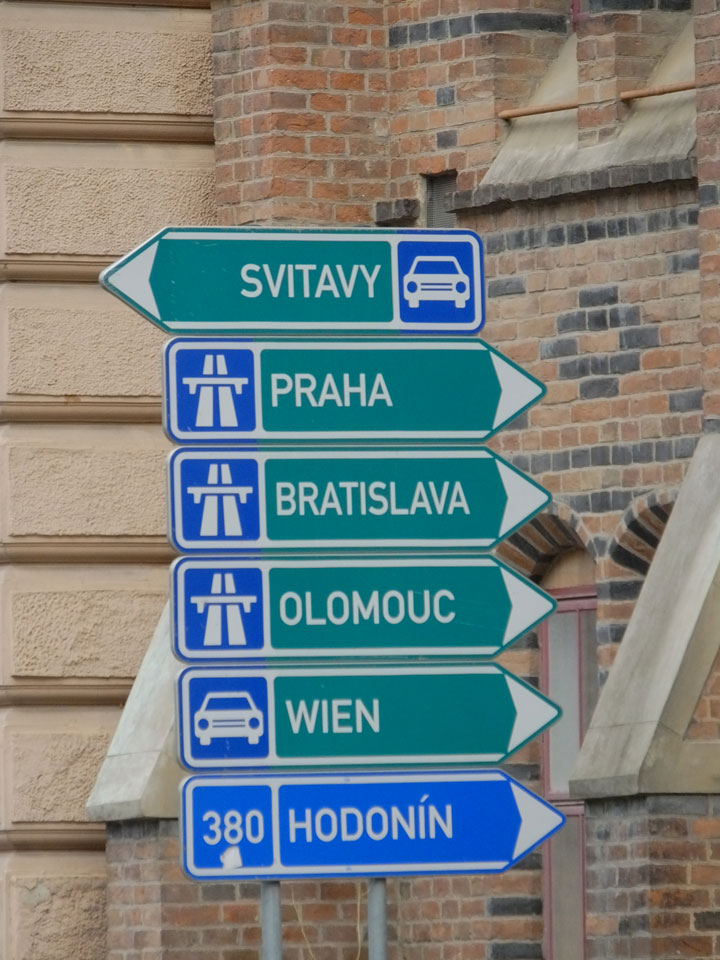 SVITAVY
PRAHA
BRATISLAVA
OLOMOUC
WIEN
380 HODONÍN